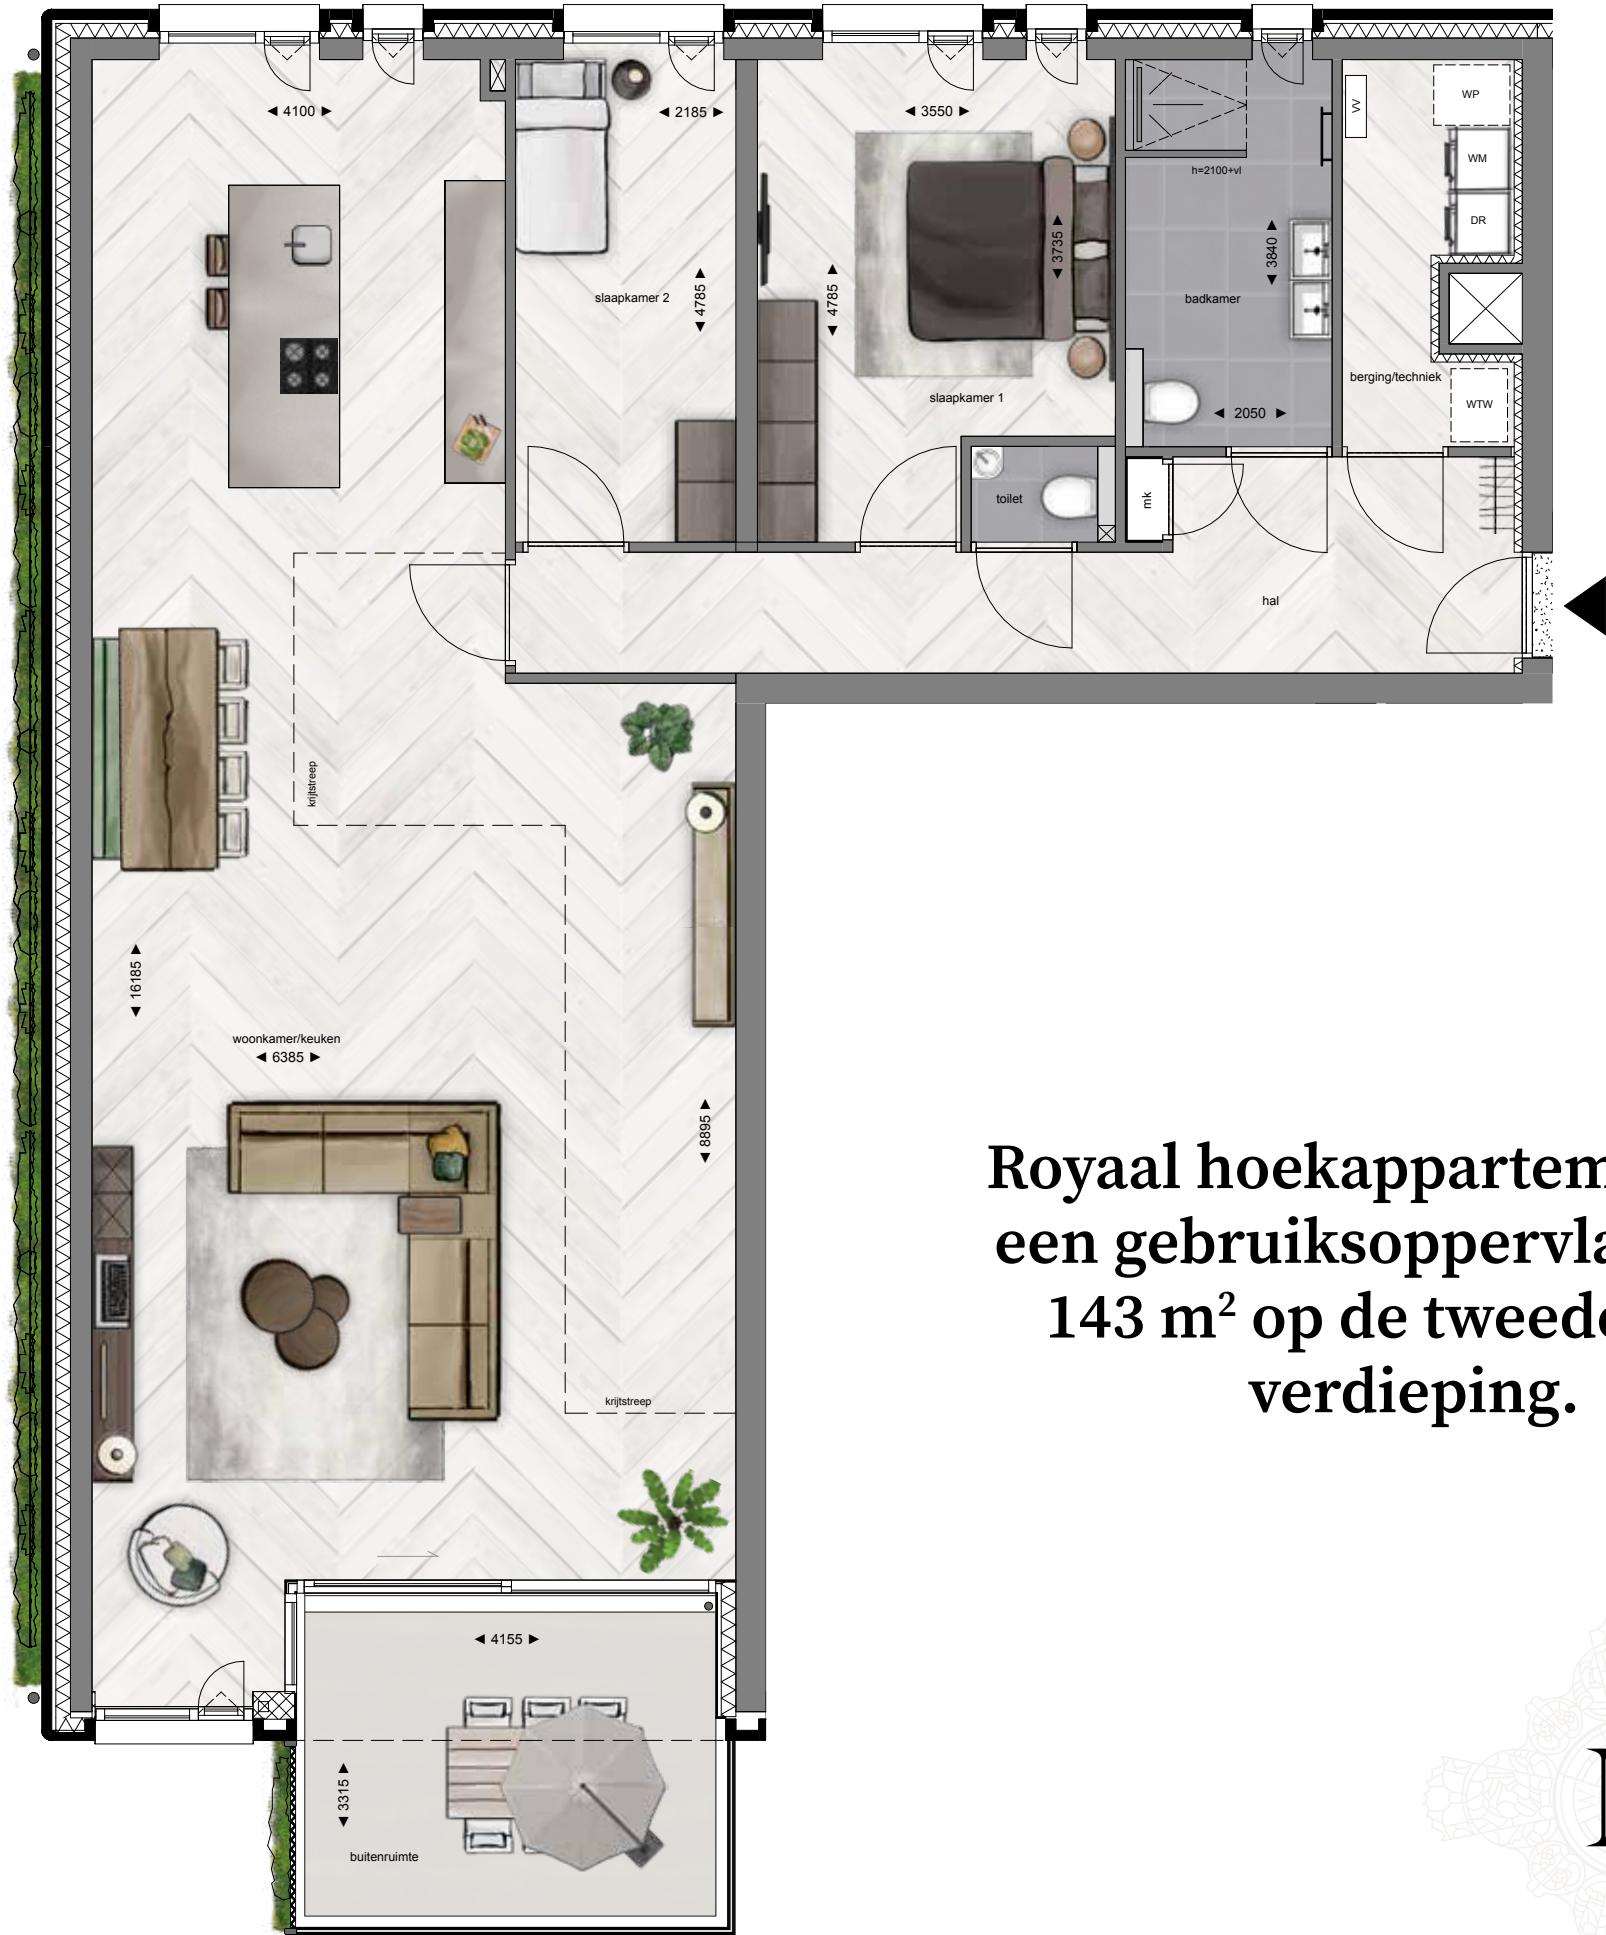 4100
2185
3550
WP
VV
WM
h=2100+vl
DR
3735
3840
slaapkamer 2
4785
4785
badkamer
berging/techniek
slaapkamer 1
2050
WTW
toilet
mk
hal
krijtstreep
16185
woonkamer/keuken
6385
8895
Royaal hoekappartem
een gebruiksoppervla
143 m² op de tweede
verdieping.
krijtstreep
4155
3315
buitenruimte